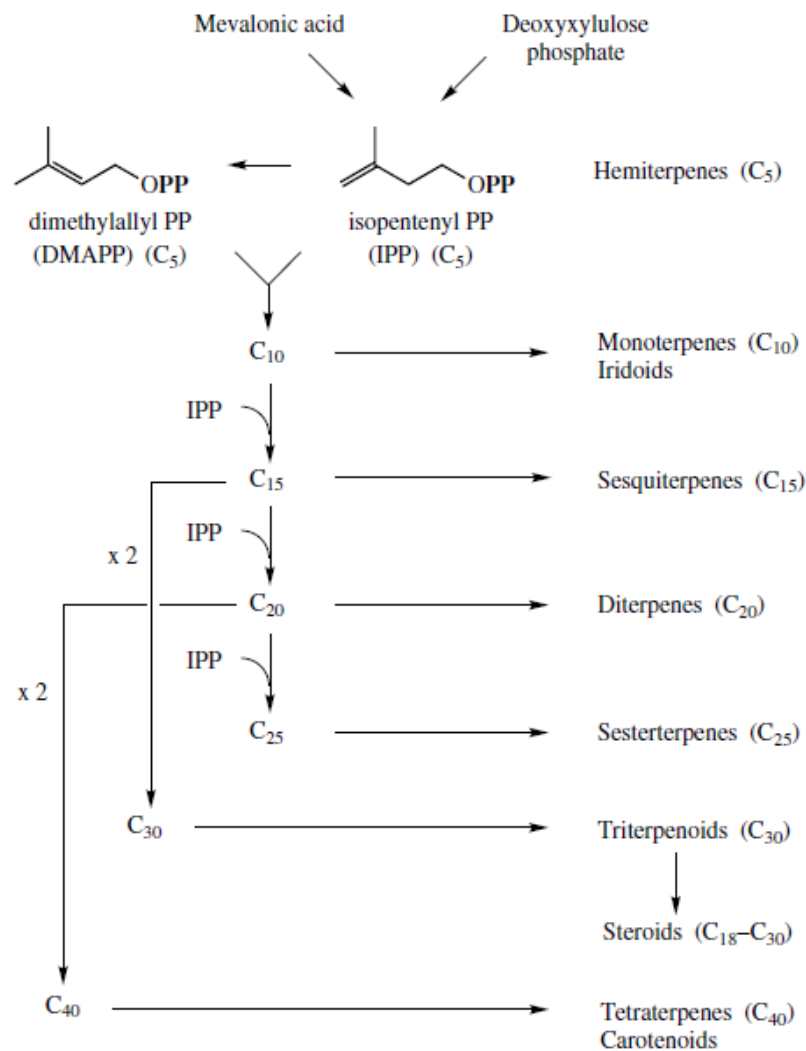 Mevalonic acid
Deoxyxylulose
phosphate
OPP
OPP
Hemiterpenes (C5)
dimethylallyl PP
(DMAPP) (C5)
isopentenyl PP
(IPP) (C5)
C10
Monoterpenes (C10)
Iridoids
IPP
C15
Sesquiterpenes (C15)
IPP
x 2
C20
Diterpenes (C20)
IPP
x 2
C25
Sesterterpenes (C25)
C30
Triterpenoids (C30)
Steroids (C18–C30)
C40
Tetraterpenes (C40)
Carotenoids